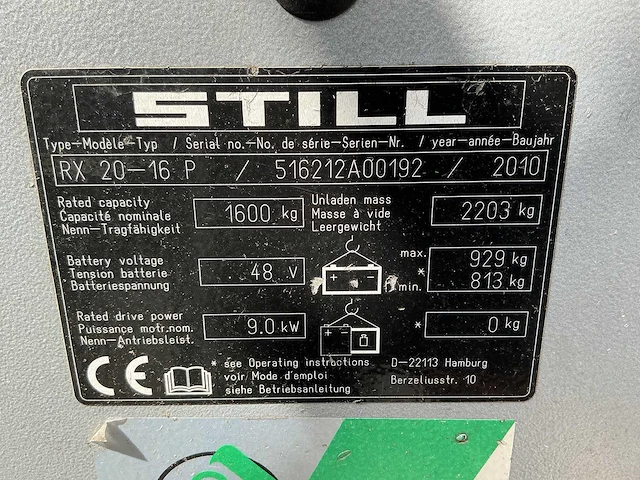 STILL
Type-Modèle-Typ / Serial no.-No. de série-Serien-Nr. / year-année-Baujahr
RX 20-16 P / 516212A00192 / 2010
Rated capacity
Capacité nominale
Nenn-Tragfähigkeit
1600 kg
Unladen mass
Masse à vide
Leergewicht
2203 kg
Battery voltage
Tension batterie
Batteriespannung
48 V
+ -
max. 929 kg
*
min. 813 kg
Rated drive power
Puissance motr.nom.
Nenn-Antriebsleist.
9.0 kW
+
* 0 kg
CE
* see Operating instructions
voir Mode d'emploi
siehe Betriebsanleitung
D-22113 Hamburg
Berzeliusstr. 10